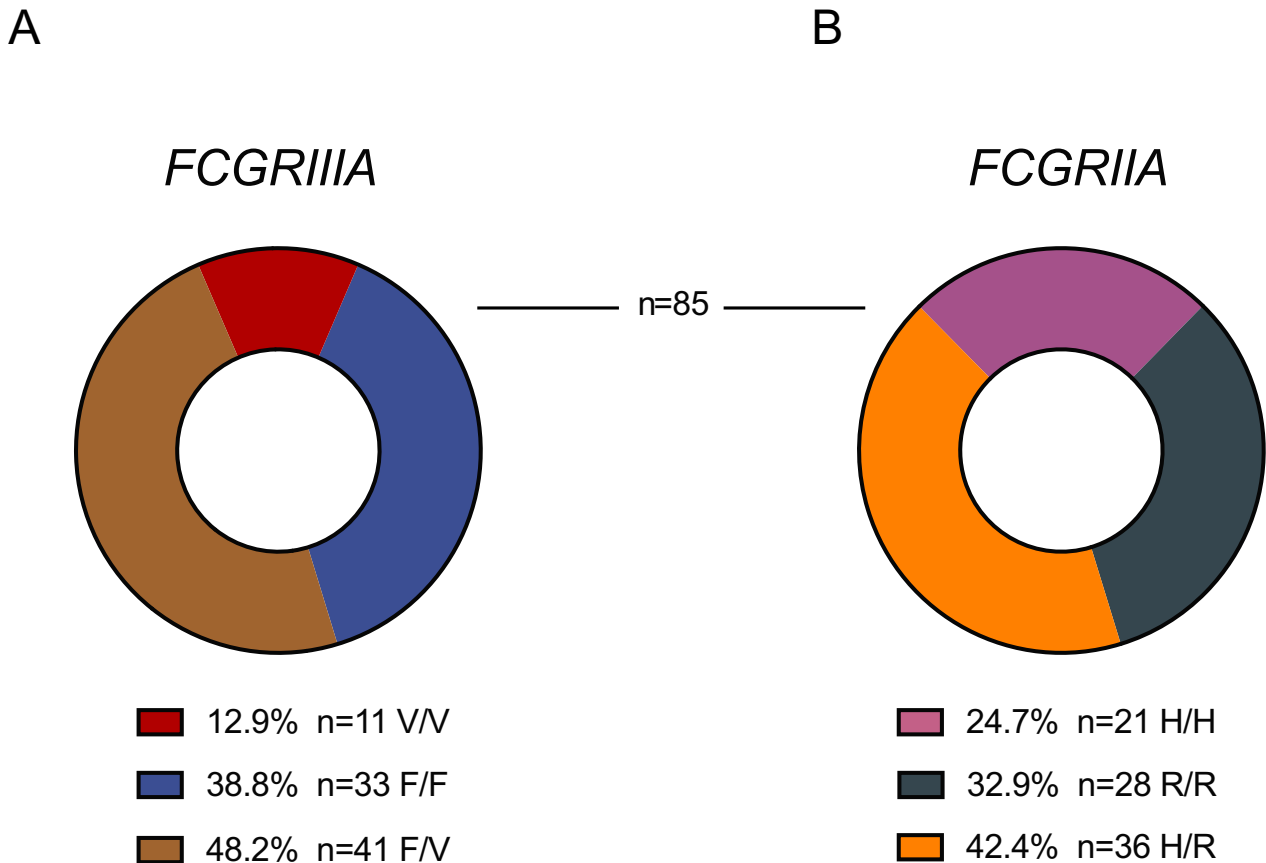 A
B
FCGRIIIA
FCGRIIA
n=85
12.9% n=11 V/V
38.8% n=33 F/F
48.2% n=41 F/V
24.7% n=21 H/H
32.9% n=28 R/R
42.4% n=36 H/R